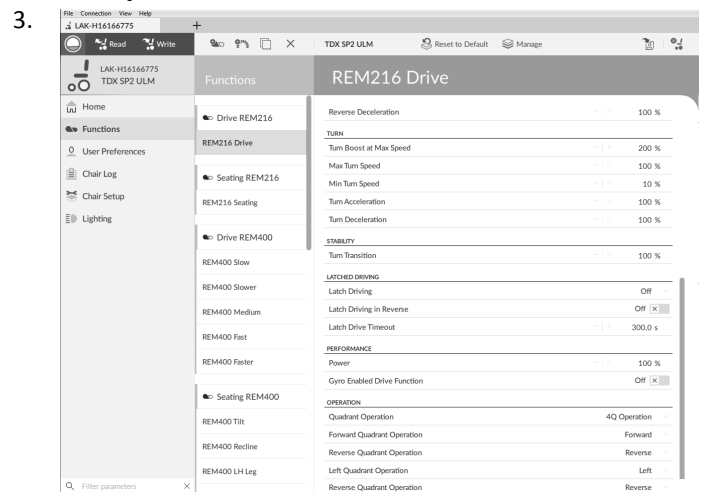 3.
File Connection View Help
LAK-H16166775 +
Read Write TDX SP2 ULM Reset to Default Manage
LAK-H16166775
TDX SP2 ULM
Functions
REM216 Drive
Home
Functions
User Preferences
Chair Log
Chair Setup
Lighting
Filter parameters
Drive REM216
REM216 Drive
Seating REM216
REM216 Seating
Drive REM400
REM400 Slow
REM400 Slower
REM400 Medium
REM400 Fast
REM400 Faster
Seating REM400
REM400 Tilt
REM400 Recline
REM400 LH Leg
Reverse Deceleration 100 %
TURN
Turn Boost at Max Speed 200 %
Max Turn Speed 100 %
Min Turn Speed 10 %
Turn Acceleration 100 %
Turn Deceleration 100 %
STABILITY
Turn Transition 100 %
LATCHED DRIVING
Latch Driving Off
Latch Driving in Reverse Off
Latch Drive Timeout 300.0 s
PERFORMANCE
Power 100 %
Gyro Enabled Drive Function Off
OPERATION
Quadrant Operation 4Q Operation
Forward Quadrant Operation Forward
Reverse Quadrant Operation Reverse
Left Quadrant Operation Left
Reverse Quadrant Operation Reverse